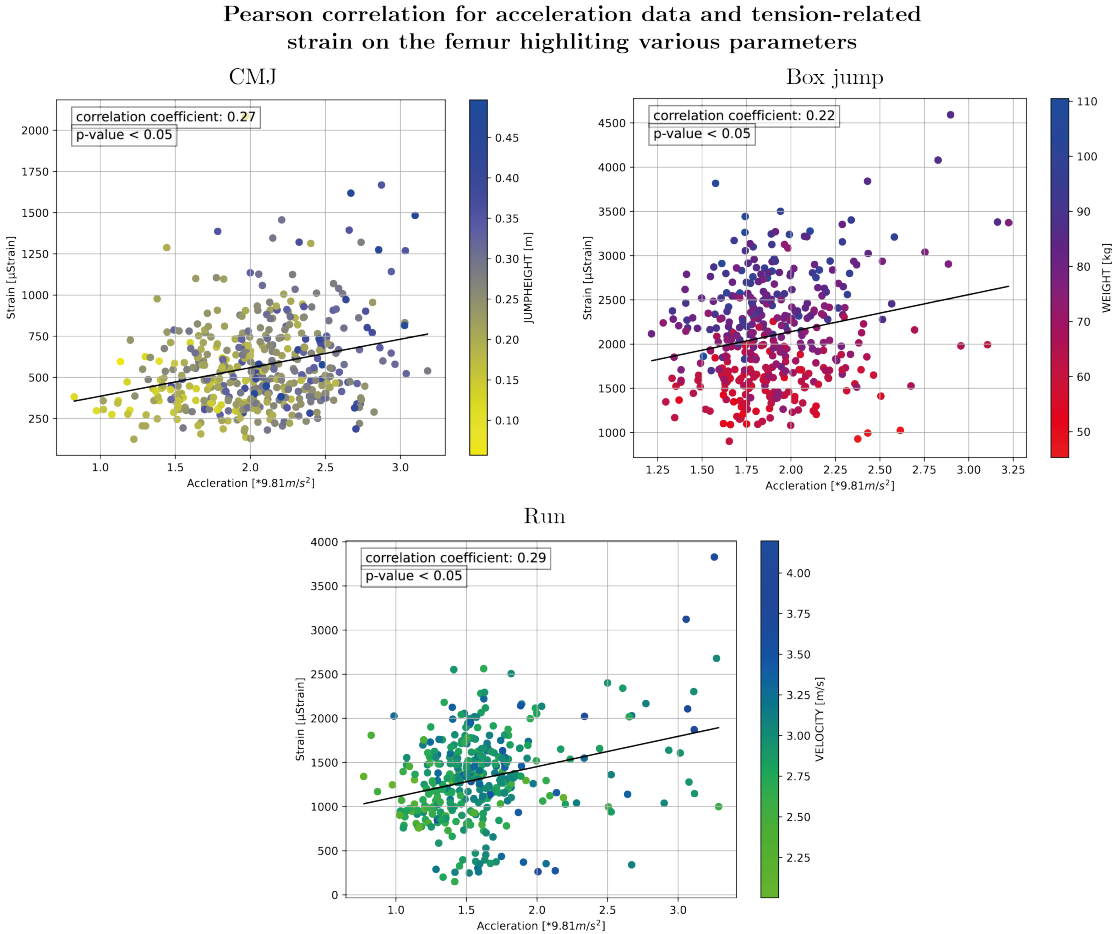 Pearson correlation for acceleration data and tension-related
strain on the femur highliting various parameters
CMJ
correlation coefficient: 0.27
p-value < 0.05
2000
1750
1500
1250
1000
750
500
250
Strain [µStrain]
1.0 1.5 2.0 2.5 3.0
Accleration [*9.81m/s²]
0.45
0.40
0.35
0.30
0.25
0.20
0.15
0.10
JUMPHEIGHT [m]
Box jump
correlation coefficient: 0.22
p-value < 0.05
4500
4000
3500
3000
2500
2000
1500
1000
Strain [µStrain]
1.25 1.50 1.75 2.00 2.25 2.50 2.75 3.00 3.25
Accleration [*9.81m/s²]
110
100
90
80
70
60
50
WEIGHT [kg]
Run
correlation coefficient: 0.29
p-value < 0.05
4000
3500
3000
2500
2000
1500
1000
500
0
Strain [µStrain]
1.0 1.5 2.0 2.5 3.0
Accleration [*9.81m/s²]
4.00
3.75
3.50
3.25
3.00
2.75
2.50
2.25
VELOCITY [m/s]